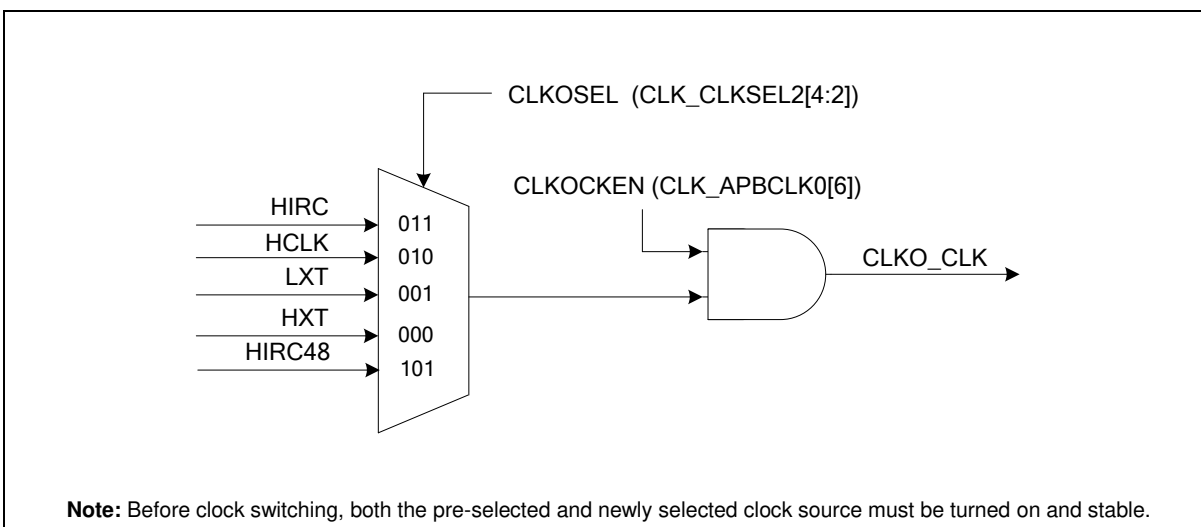 CLKOSEL (CLK_CLKSEL2[4:2])
CLKOCKEN (CLK_APBCLK0[6])
HIRC
011
HCLK
010
CLKO_CLK
LXT
001
HXT
000
HIRC48
101
Note: Before clock switching, both the pre-selected and newly selected clock source must be turned on and stable.